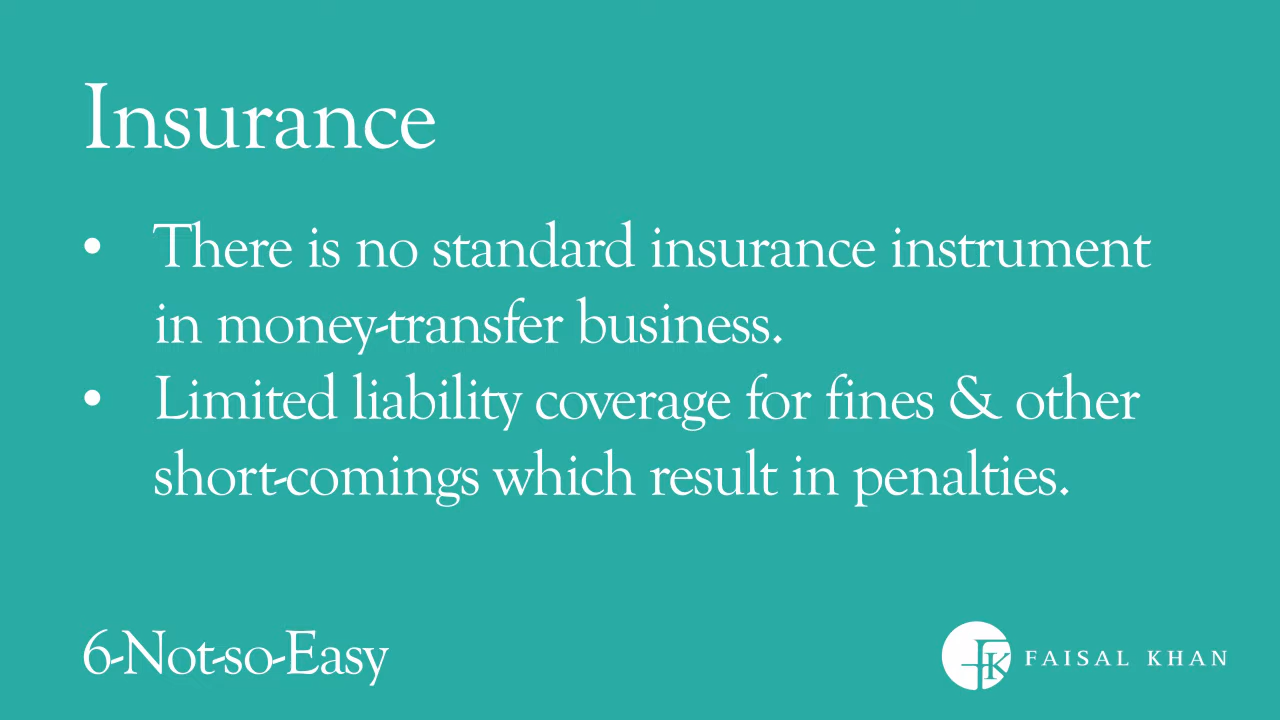 Insurance
• There is no standard insurance instrument
in money-transfer business.
• Limited liability coverage for fines & other
short-comings which result in penalties.
6-Not-so-Easy
FK FAISAL KHAN